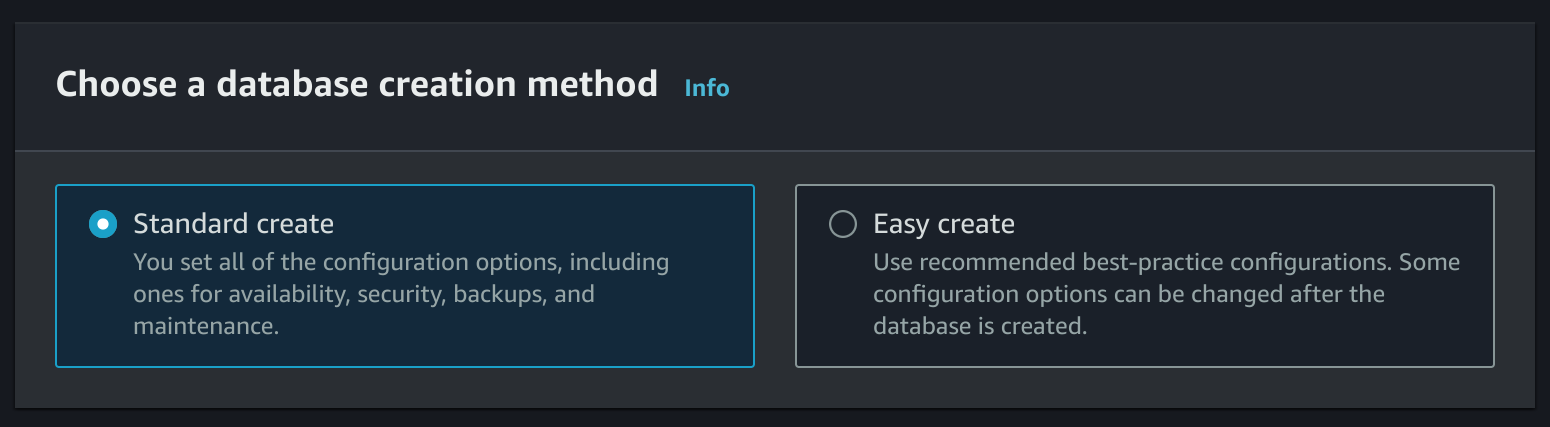 Choose a database creation method Info
Standard create
You set all of the configuration options, including
ones for availability, security, backups, and
maintenance.
Easy create
Use recommended best-practice configurations. Some
configuration options can be changed after the
database is created.